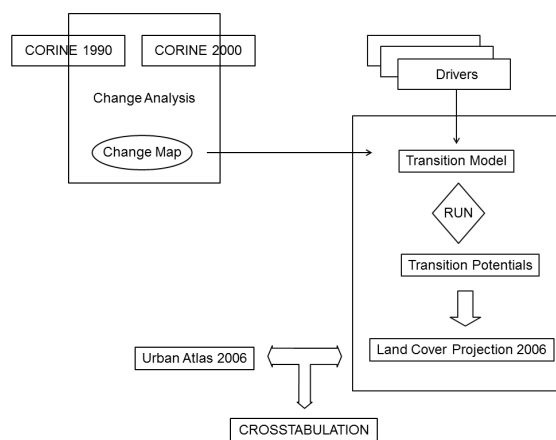 CORINE 1990
CORINE 2000
Change Analysis
Change Map
Drivers
Transition Model
RUN
Transition Potentials
Land Cover Projection 2006
Urban Atlas 2006
CROSSTABULATION